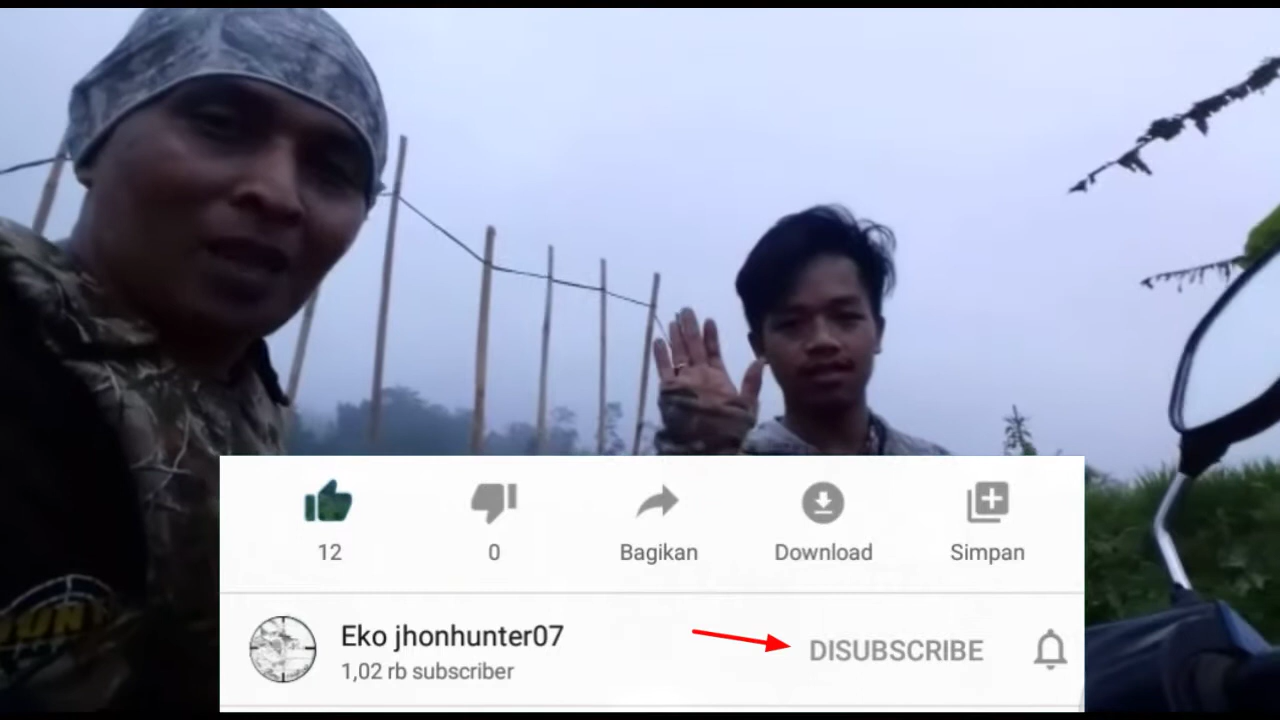 12
0
Bagikan
Download
Simpan
Eko jhonhunter07
1,02 rb subscriber
DISUBSCRIBE